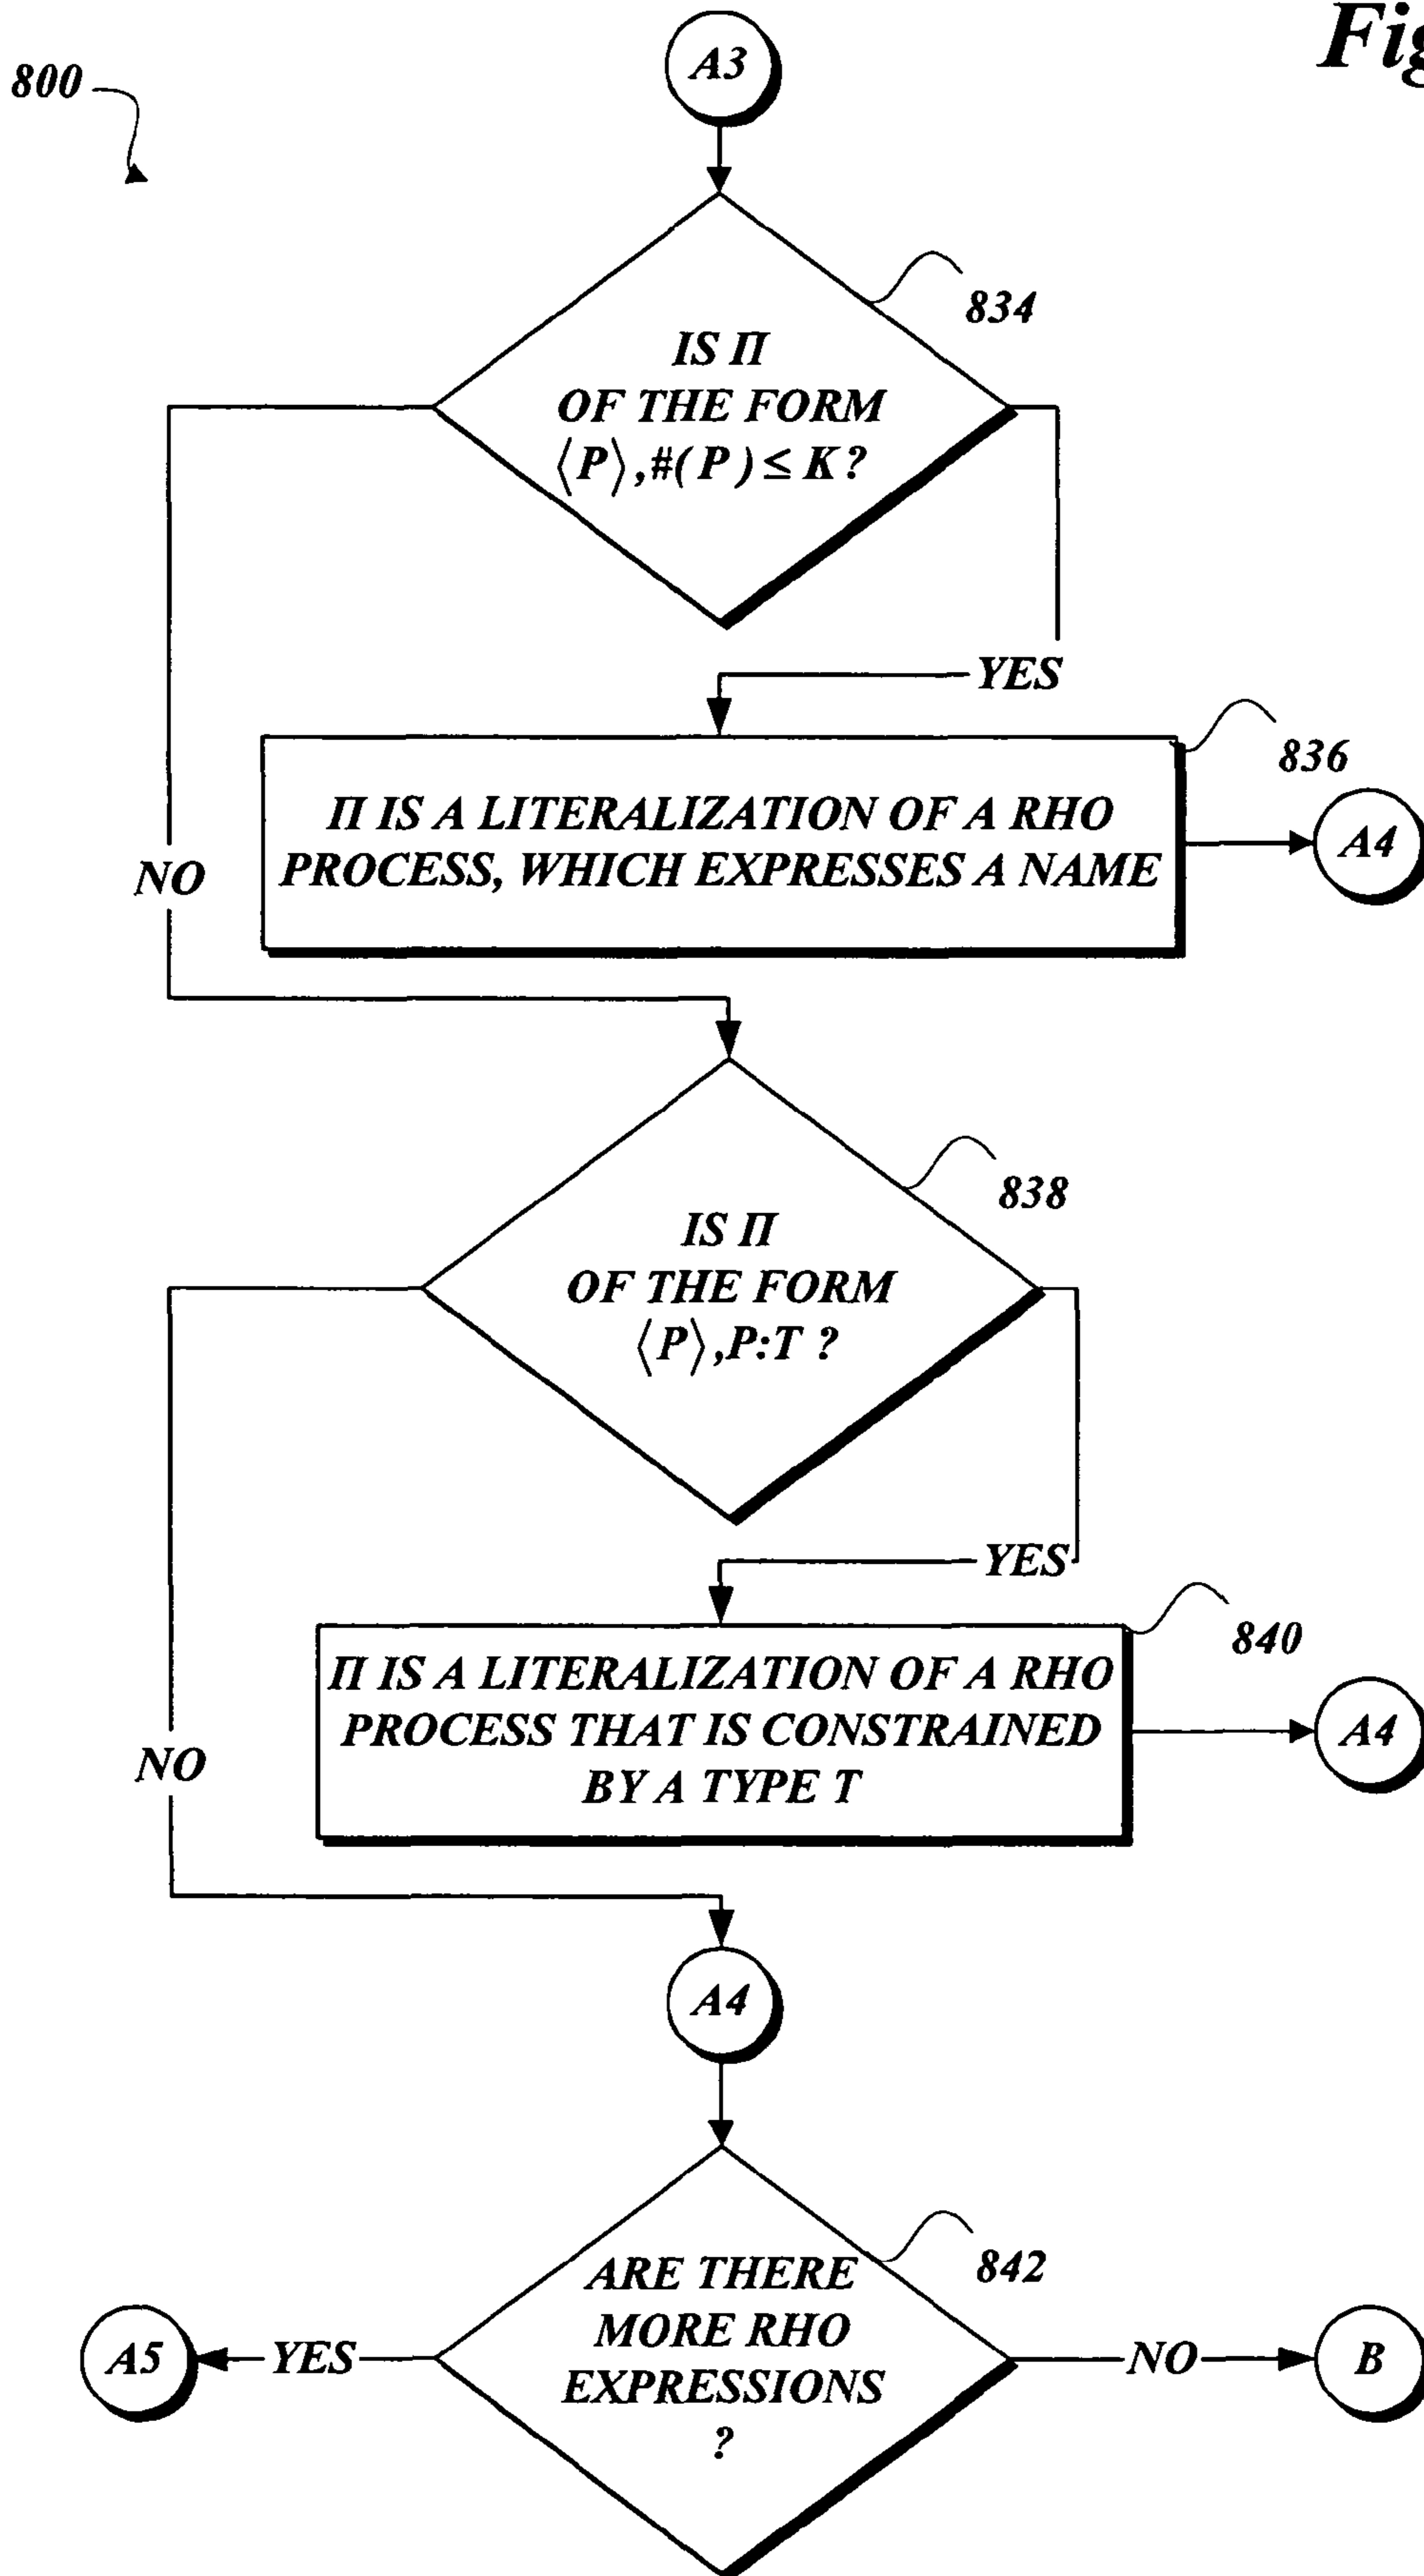 Fig
800
A3
834
IS Π
OF THE FORM
⟨P⟩,#(P)≤K?
YES
836
Π IS A LITERALIZATION OF A RHO
PROCESS, WHICH EXPRESSES A NAME
A4
NO
838
IS Π
OF THE FORM
⟨P⟩,P:T ?
YES
840
Π IS A LITERALIZATION OF A RHO
PROCESS THAT IS CONSTRAINED
BY A TYPE T
A4
NO
A4
842
ARE THERE
MORE RHO
EXPRESSIONS
?
A5
YES
NO
B